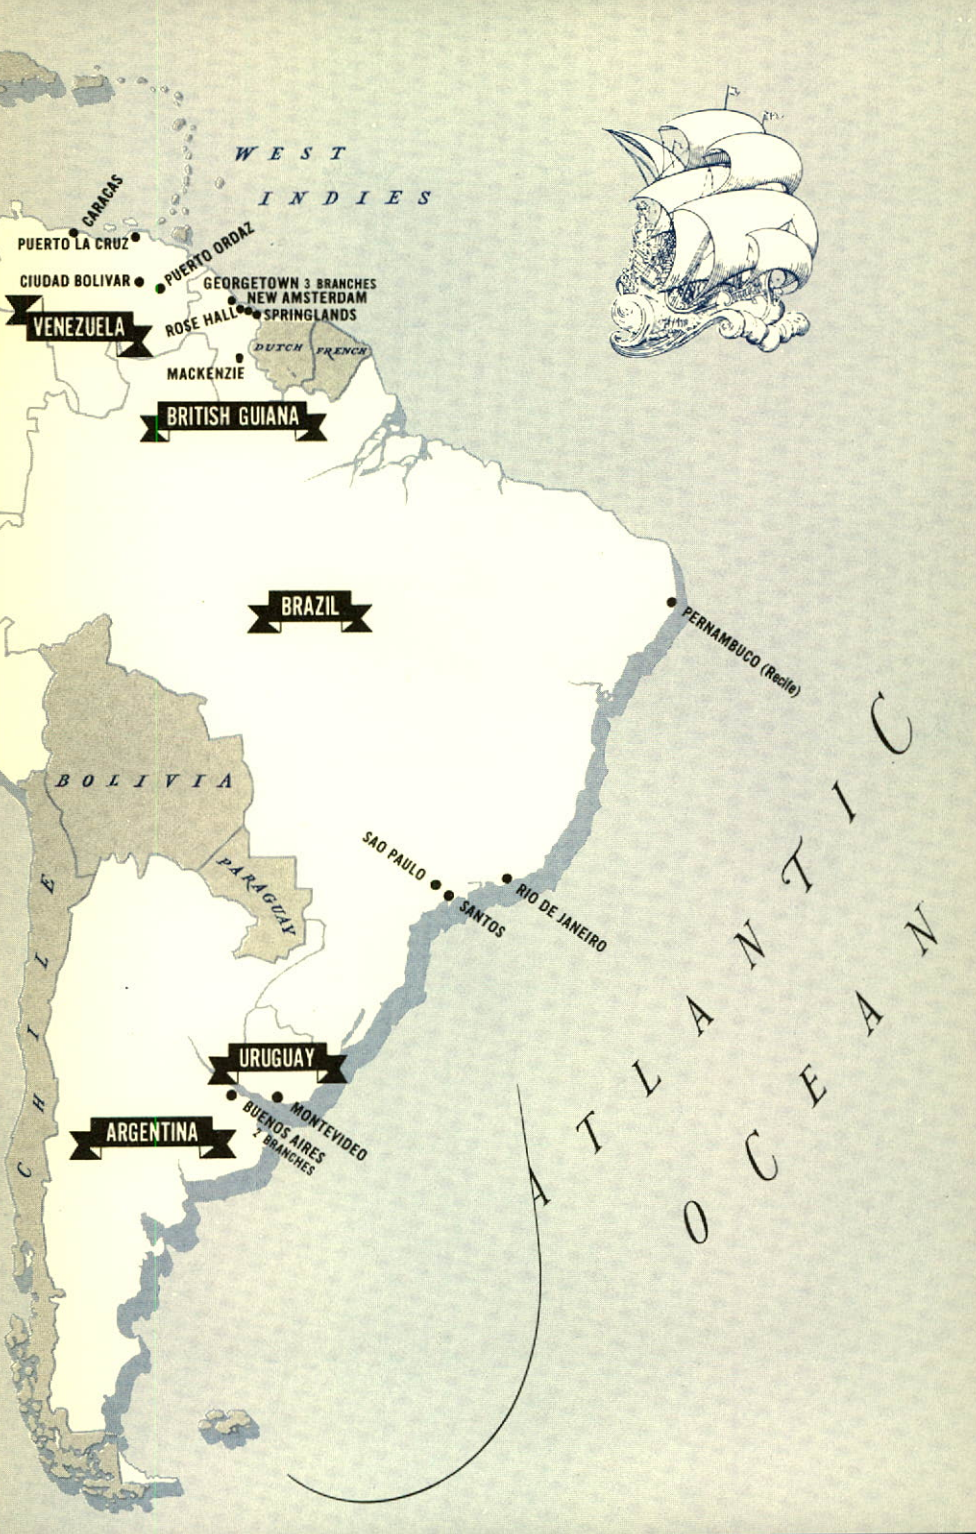 WEST
INDIES
CARACAS
PUERTO LA CRUZ
PUERTO ORDAZ
CIUDAD BOLIVAR
GEORGETOWN 3 BRANCHES
NEW AMSTERDAM
ROSE HALL
SPRINGLANDS
VENEZUELA
DUTCH
FRENCH
MACKENZIE
BRITISH GUIANA
BRAZIL
PERNAMBUCO (Recife)
BOLIVIA
SAO PAULO
PARAGUAY
RIO DE JANEIRO
SANTOS
CHILE
ATLANTIC
OCEAN
URUGUAY
MONTEVIDEO
BUENOS AIRES
2 BRANCHES
ARGENTINA